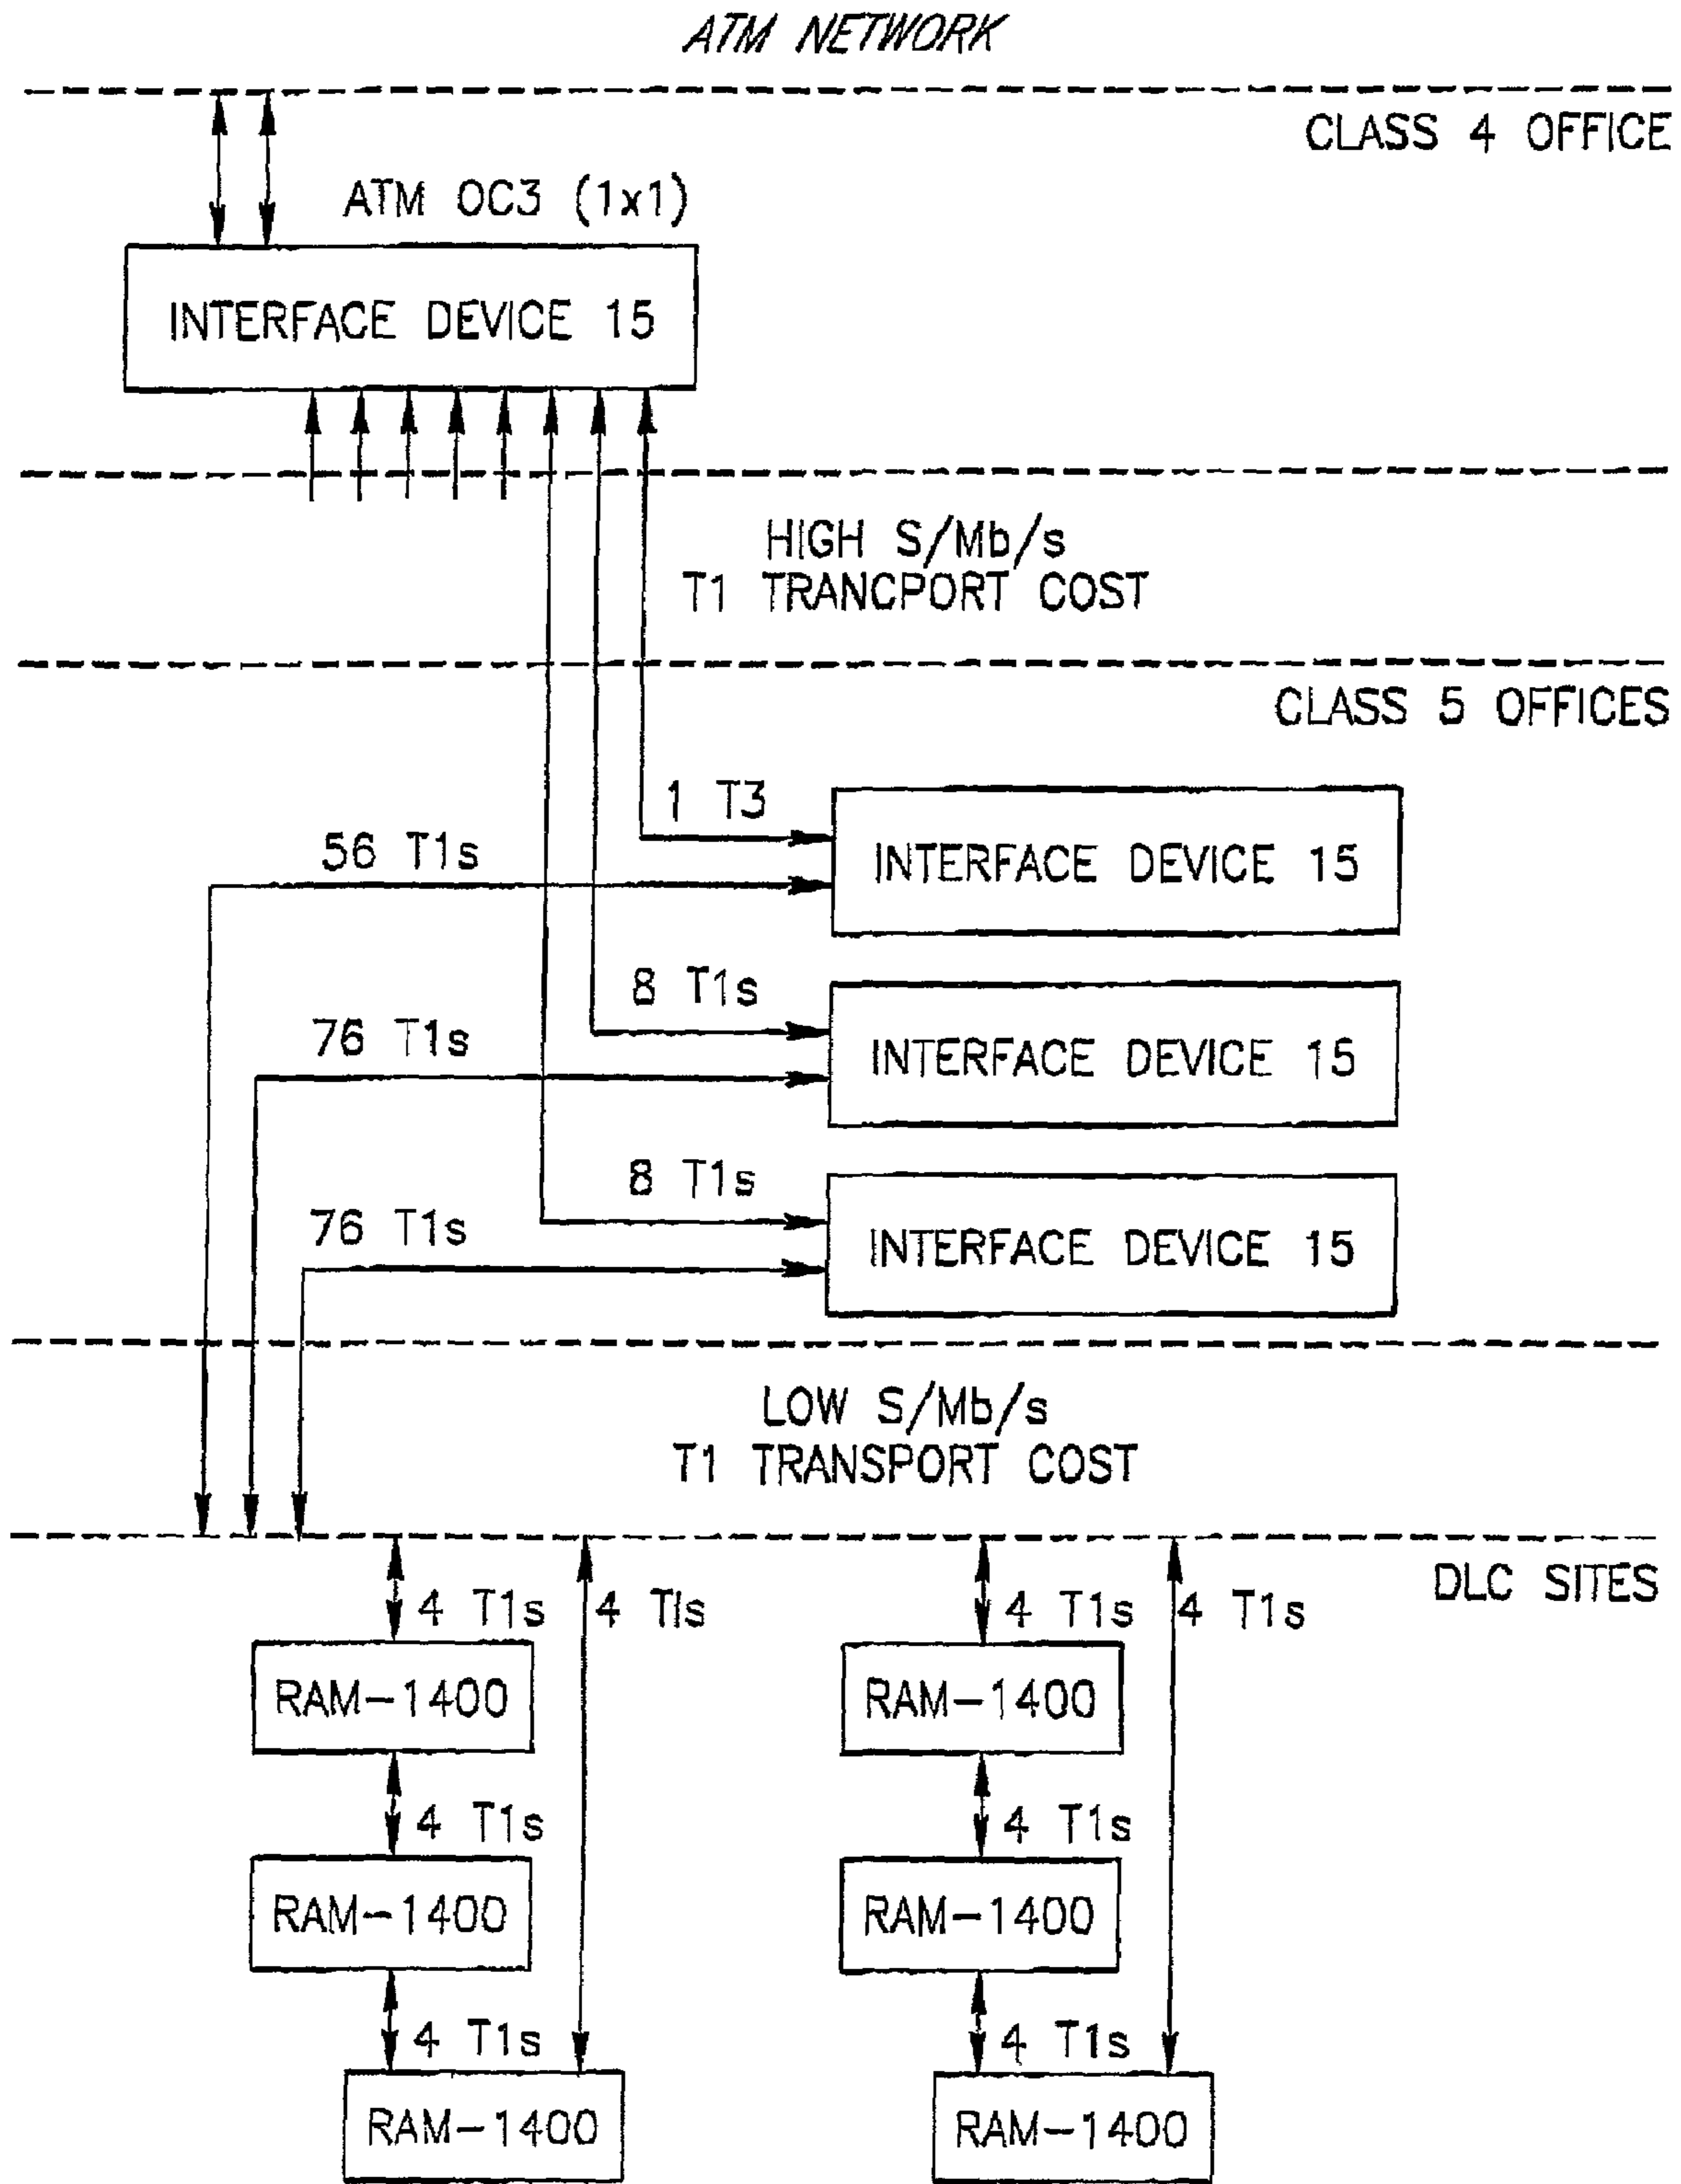 ATM NETWORK
CLASS 4 OFFICE
ATM OC3 (1x1)
INTERFACE DEVICE 15
HIGH S/Mb/s
T1 TRANCPORT COST
CLASS 5 OFFICES
1 T3
56 T1s
INTERFACE DEVICE 15
8 T1s
76 T1s
INTERFACE DEVICE 15
8 T1s
76 T1s
INTERFACE DEVICE 15
LOW S/Mb/s
T1 TRANSPORT COST
DLC SITES
4 T1s
4 TIs
4 T1s
4 T1s
RAM-1400
RAM-1400
4 T1s
4 T1s
RAM-1400
RAM-1400
4 T1s
4 T1s
RAM-1400
RAM-1400